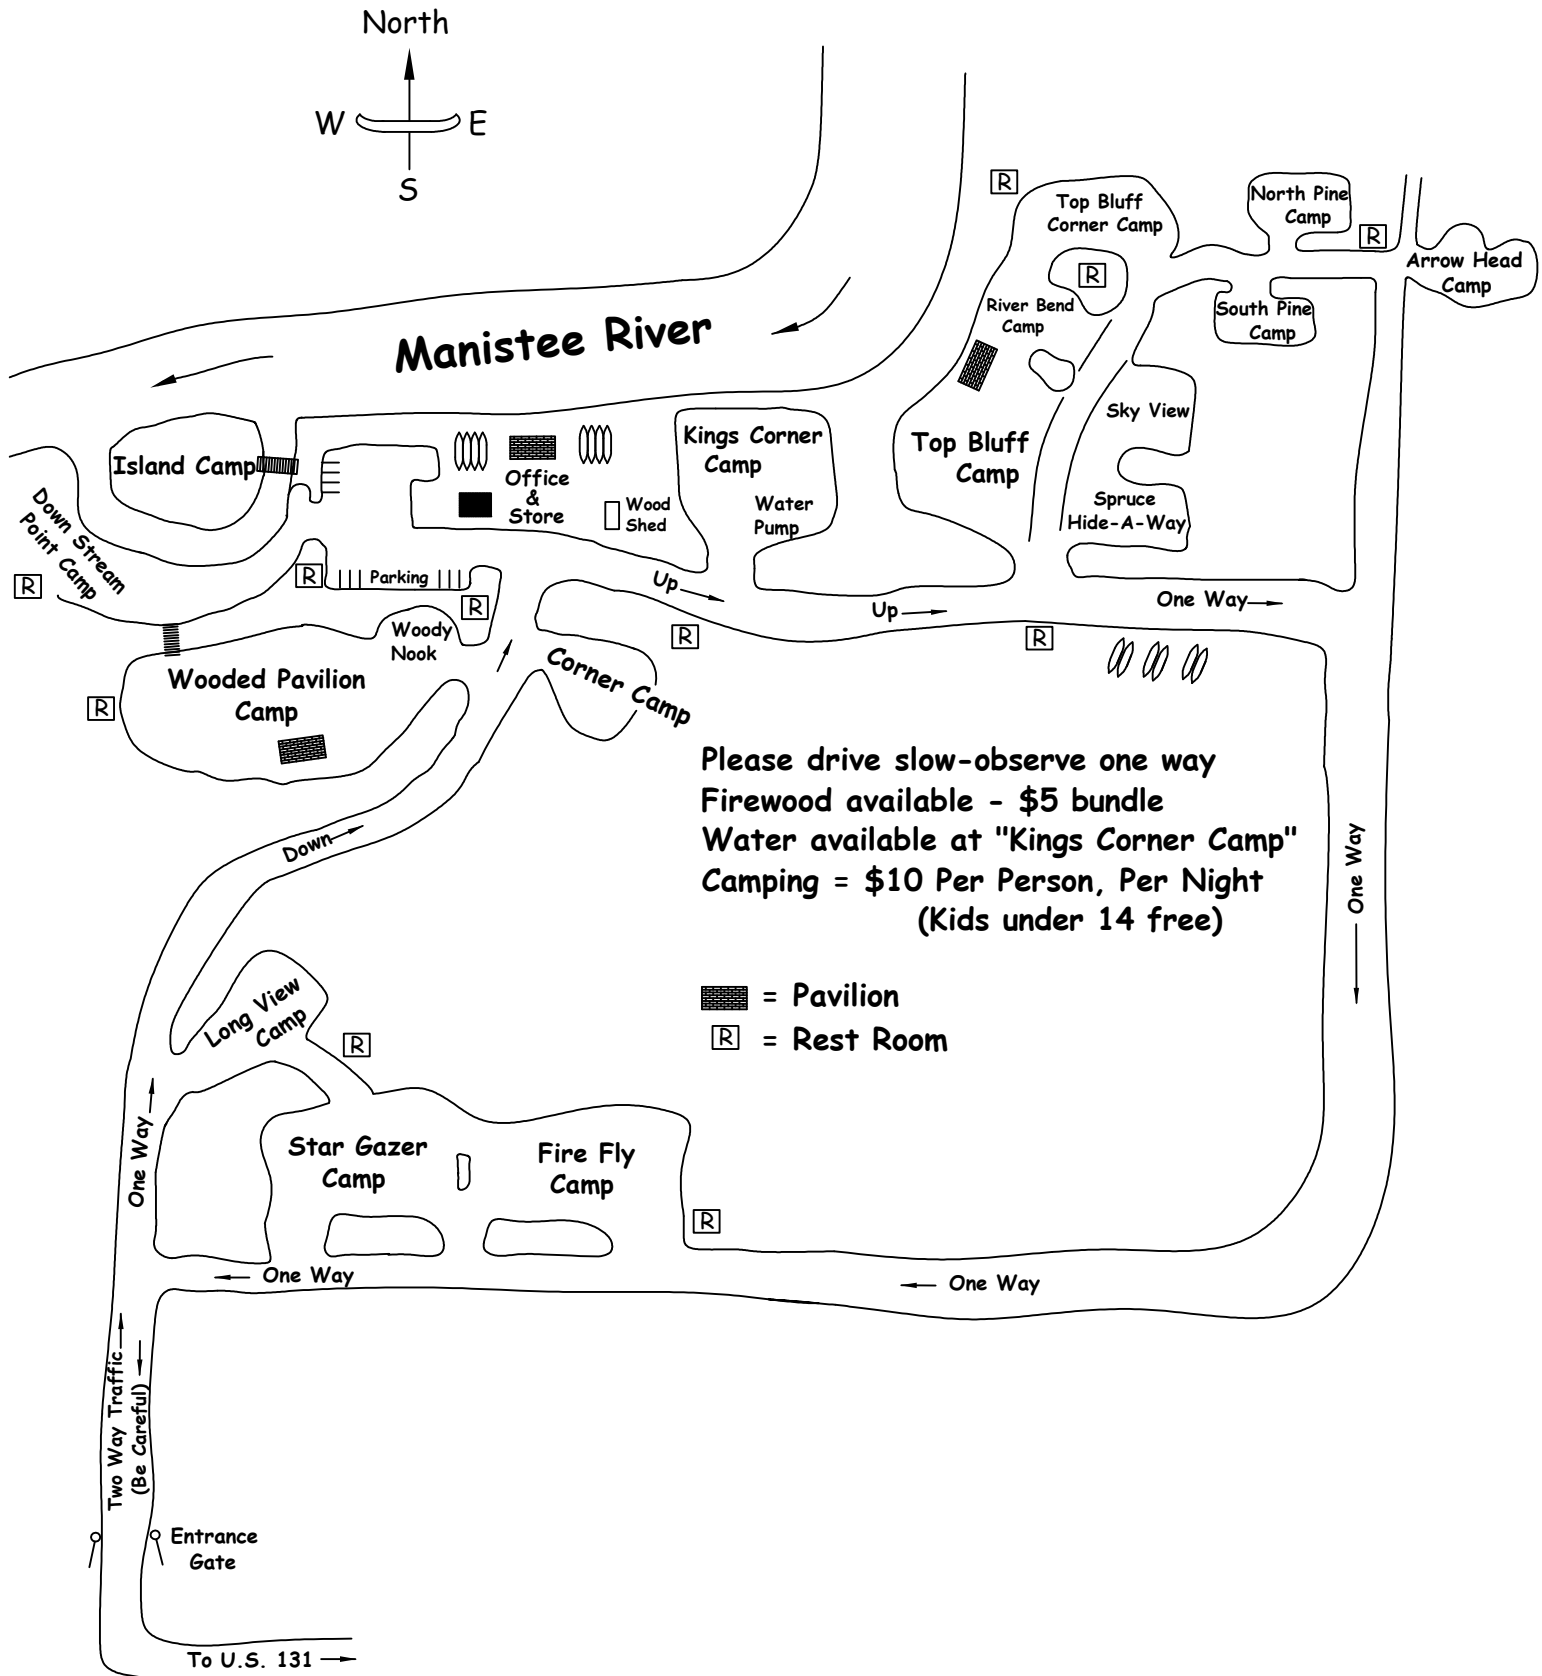 North
W E
S
R
Top Bluff
Corner Camp
North Pine
Camp
R
Arrow Head
Camp
R
River Bend
Camp
South Pine
Camp
Manistee River
Sky View
Island Camp
Office
&
Store
Wood
Shed
Kings Corner
Camp
Water
Pump
Top Bluff
Camp
Spruce
Hide-A-Way
Down Stream
Point Camp
R
R
Parking
R
Up
Up
One Way
R
R
Woody
Nook
Corner Camp
Wooded Pavilion
Camp
R
Please drive slow-observe one way
Firewood available - $5 bundle
Water available at "Kings Corner Camp"
Camping = $10 Per Person, Per Night
(Kids under 14 free)
Down
One Way
= Pavilion
R = Rest Room
Long View
Camp
R
One Way
Star Gazer
Camp
Fire Fly
Camp
R
One Way
One Way
Two Way Traffic
(Be Careful)
Entrance
Gate
To U.S. 131